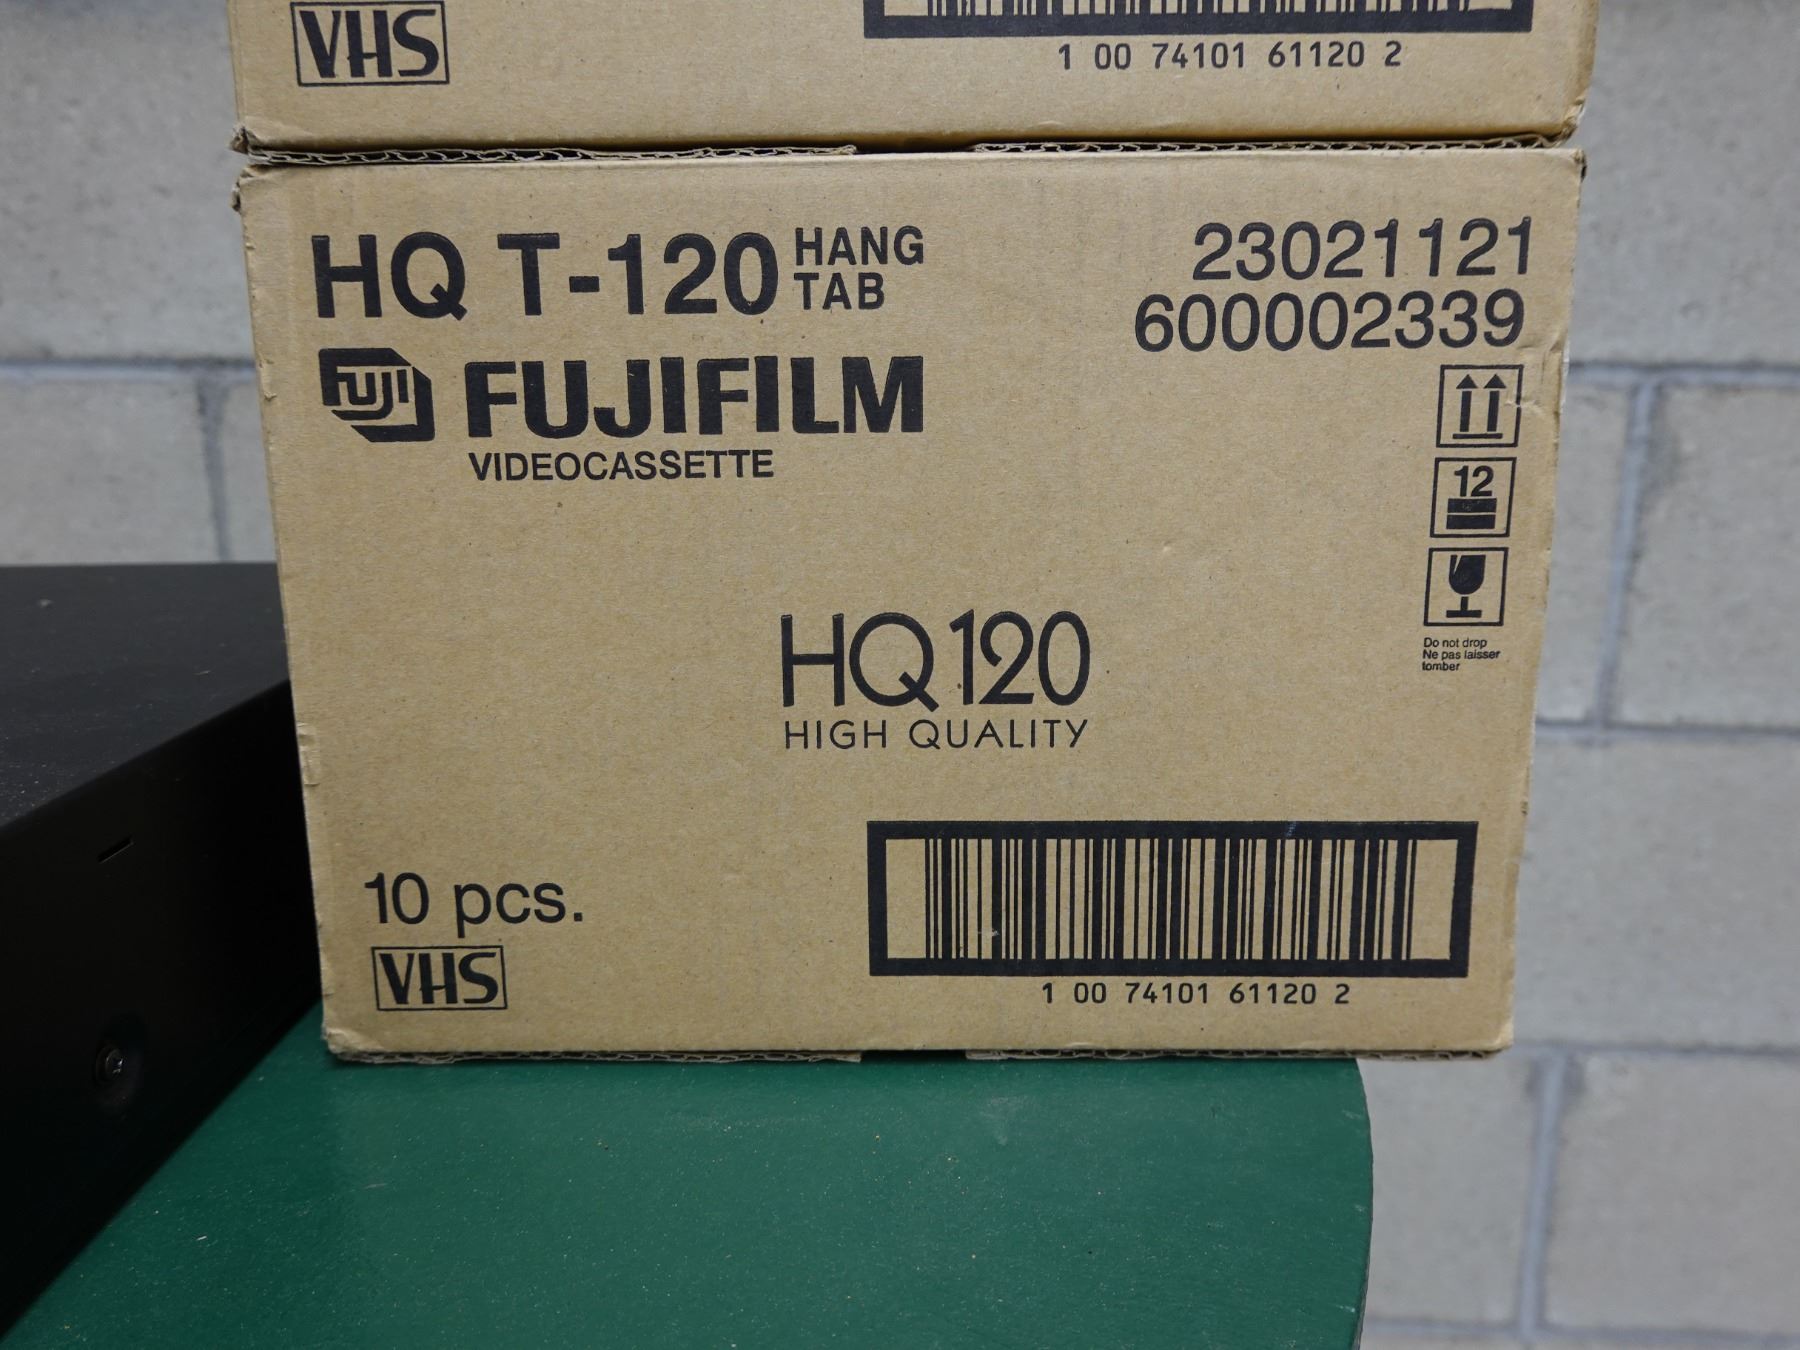 VHS
1 00 74101 61120 2
HQ T-120 HANG TAB
23021121
600002339
FUJI FUJIFILM
VIDEOCASSETTE
12
Do not drop
Ne pas laisser
tomber
HQ120
HIGH QUALITY
10 pcs.
VHS
1 00 74101 61120 2